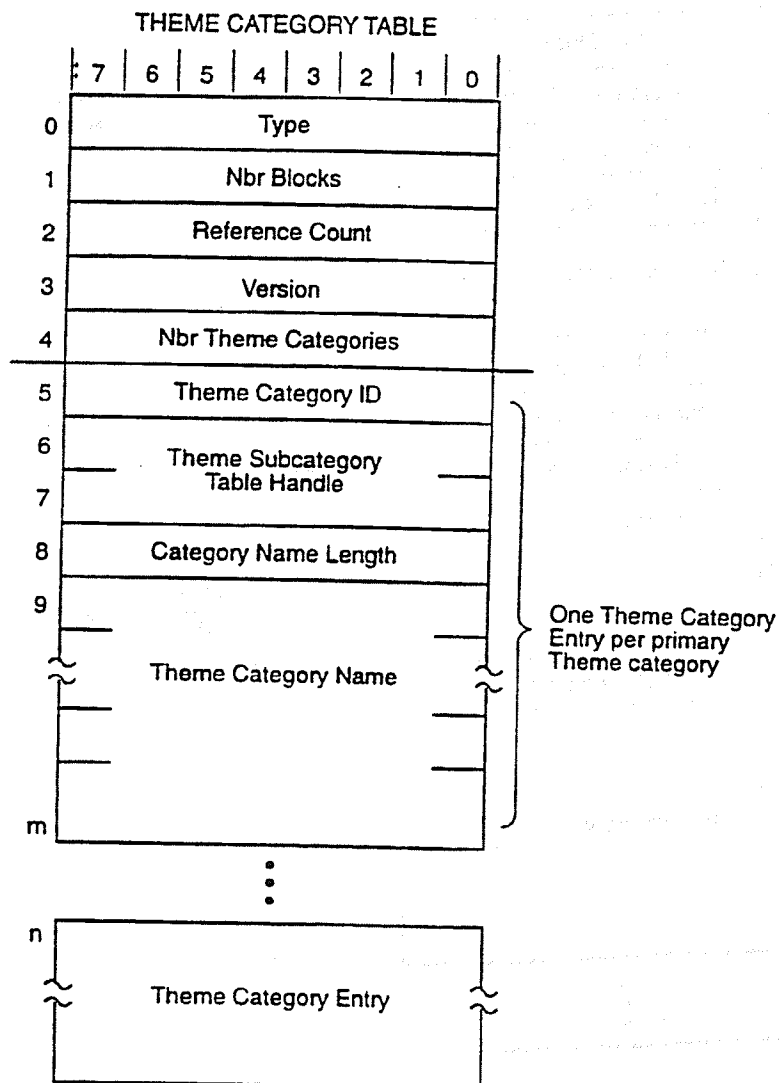 THEME CATEGORY TABLE
7 6 5 4 3 2 1 0
0 Type
1 Nbr Blocks
2 Reference Count
3 Version
4 Nbr Theme Categories
5 Theme Category ID
6 Theme Subcategory
7 Table Handle
8 Category Name Length
9
Theme Category Name
m
One Theme Category
Entry per primary
Theme category
n
Theme Category Entry